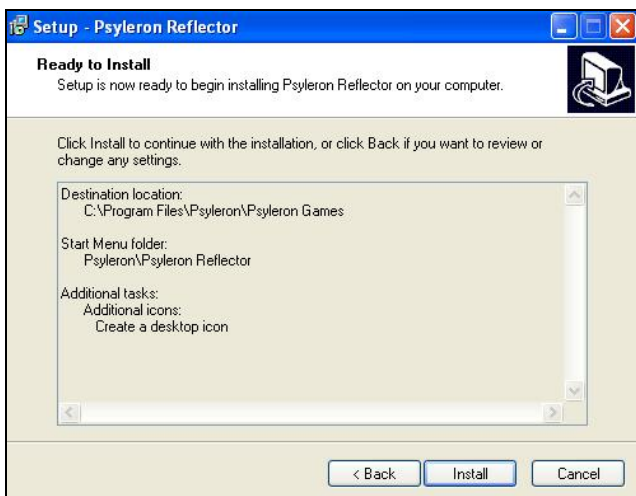 Setup - Psyleron Reflector
Ready to Install
Setup is now ready to begin installing Psyleron Reflector on your computer.
Click Install to continue with the installation, or click Back if you want to review or
change any settings.
Destination location:
C:\Program Files\Psyleron\Psyleron Games
Start Menu folder:
Psyleron\Psyleron Reflector
Additional tasks:
Additional icons:
Create a desktop icon
< Back
Install
Cancel